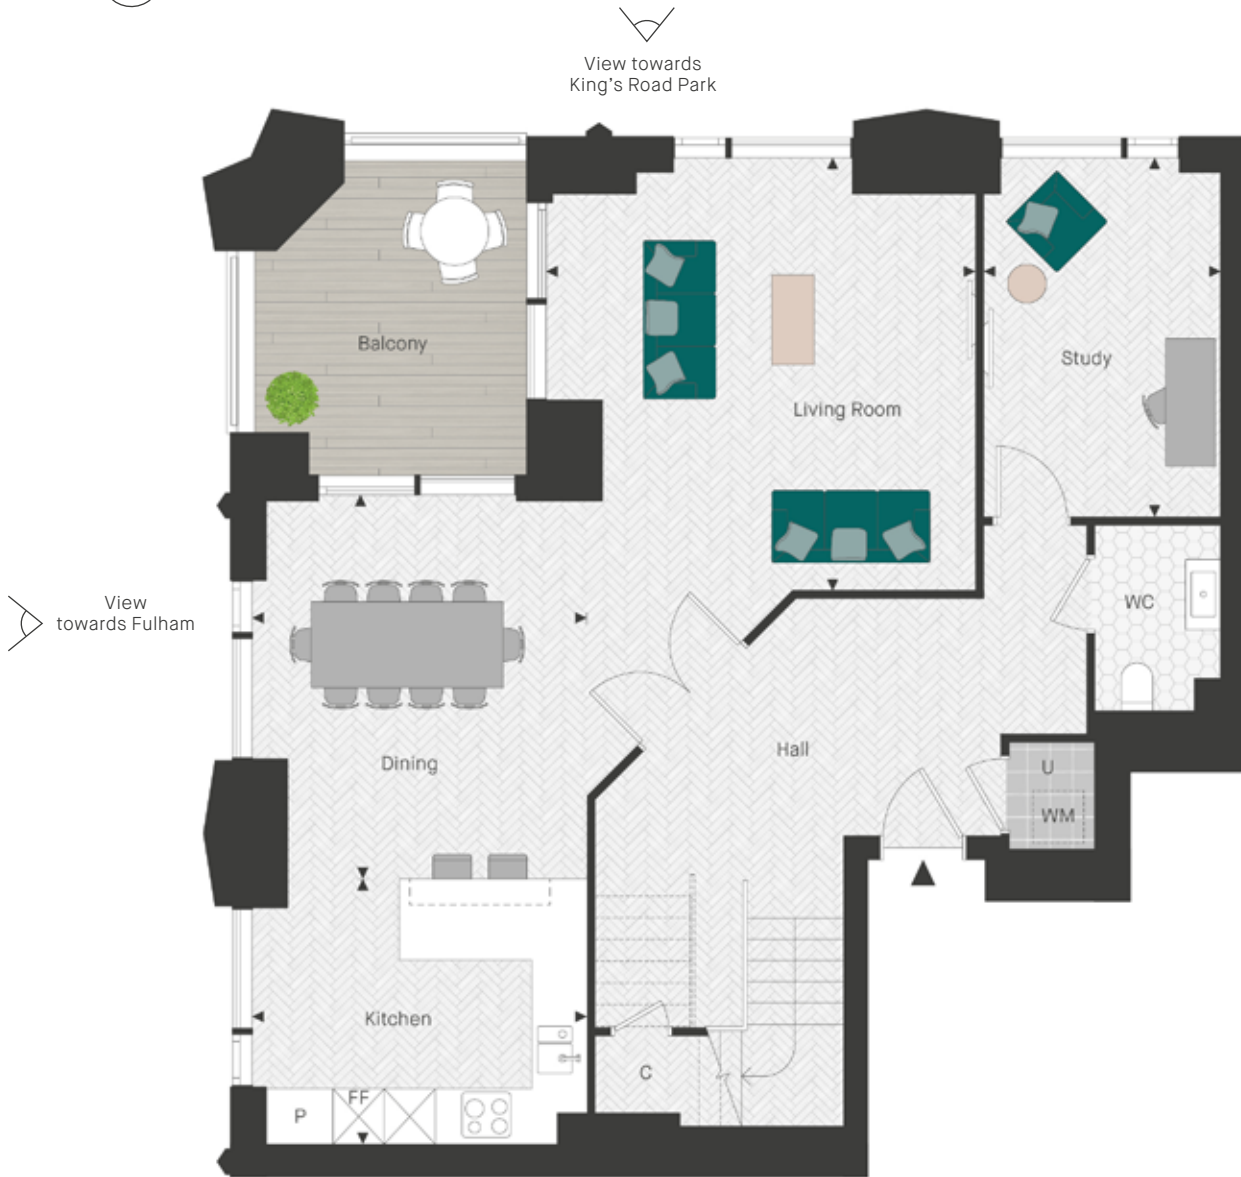 View towards
King's Road Park
Balcony
Study
Living Room
View
towards Fulham
WC
Hall
Dining
U
WM
Kitchen
C
FF
P